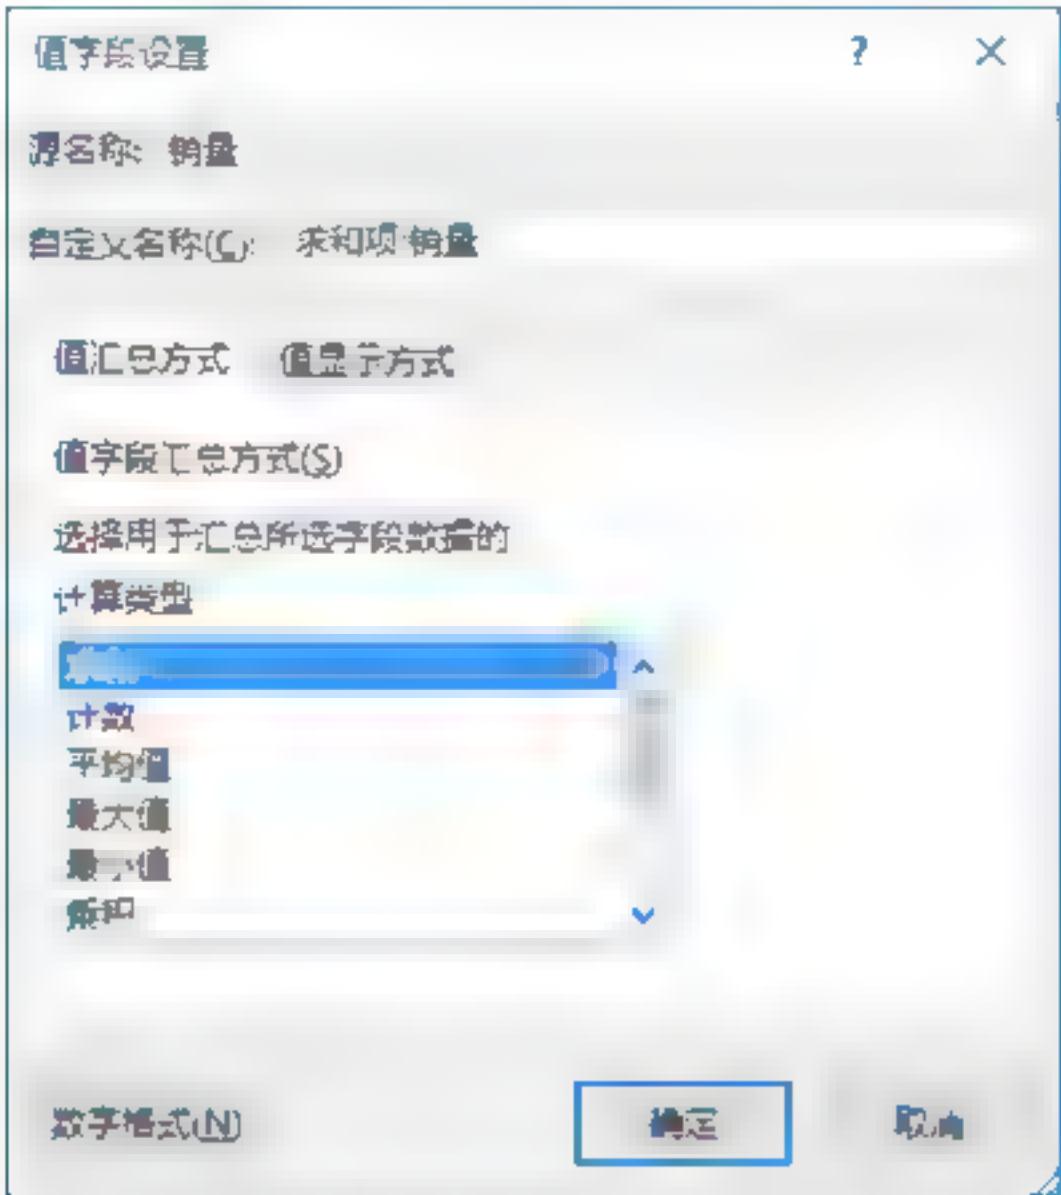 值字段设置
源名称: 销量
自定义名称(C): 求和项:销量
值汇总方式 值显示方式
值字段汇总方式(S)
选择用于汇总所选字段数据的
计算类型
计数
平均值
最大值
最小值
乘积
数字格式(N)
确定 取消